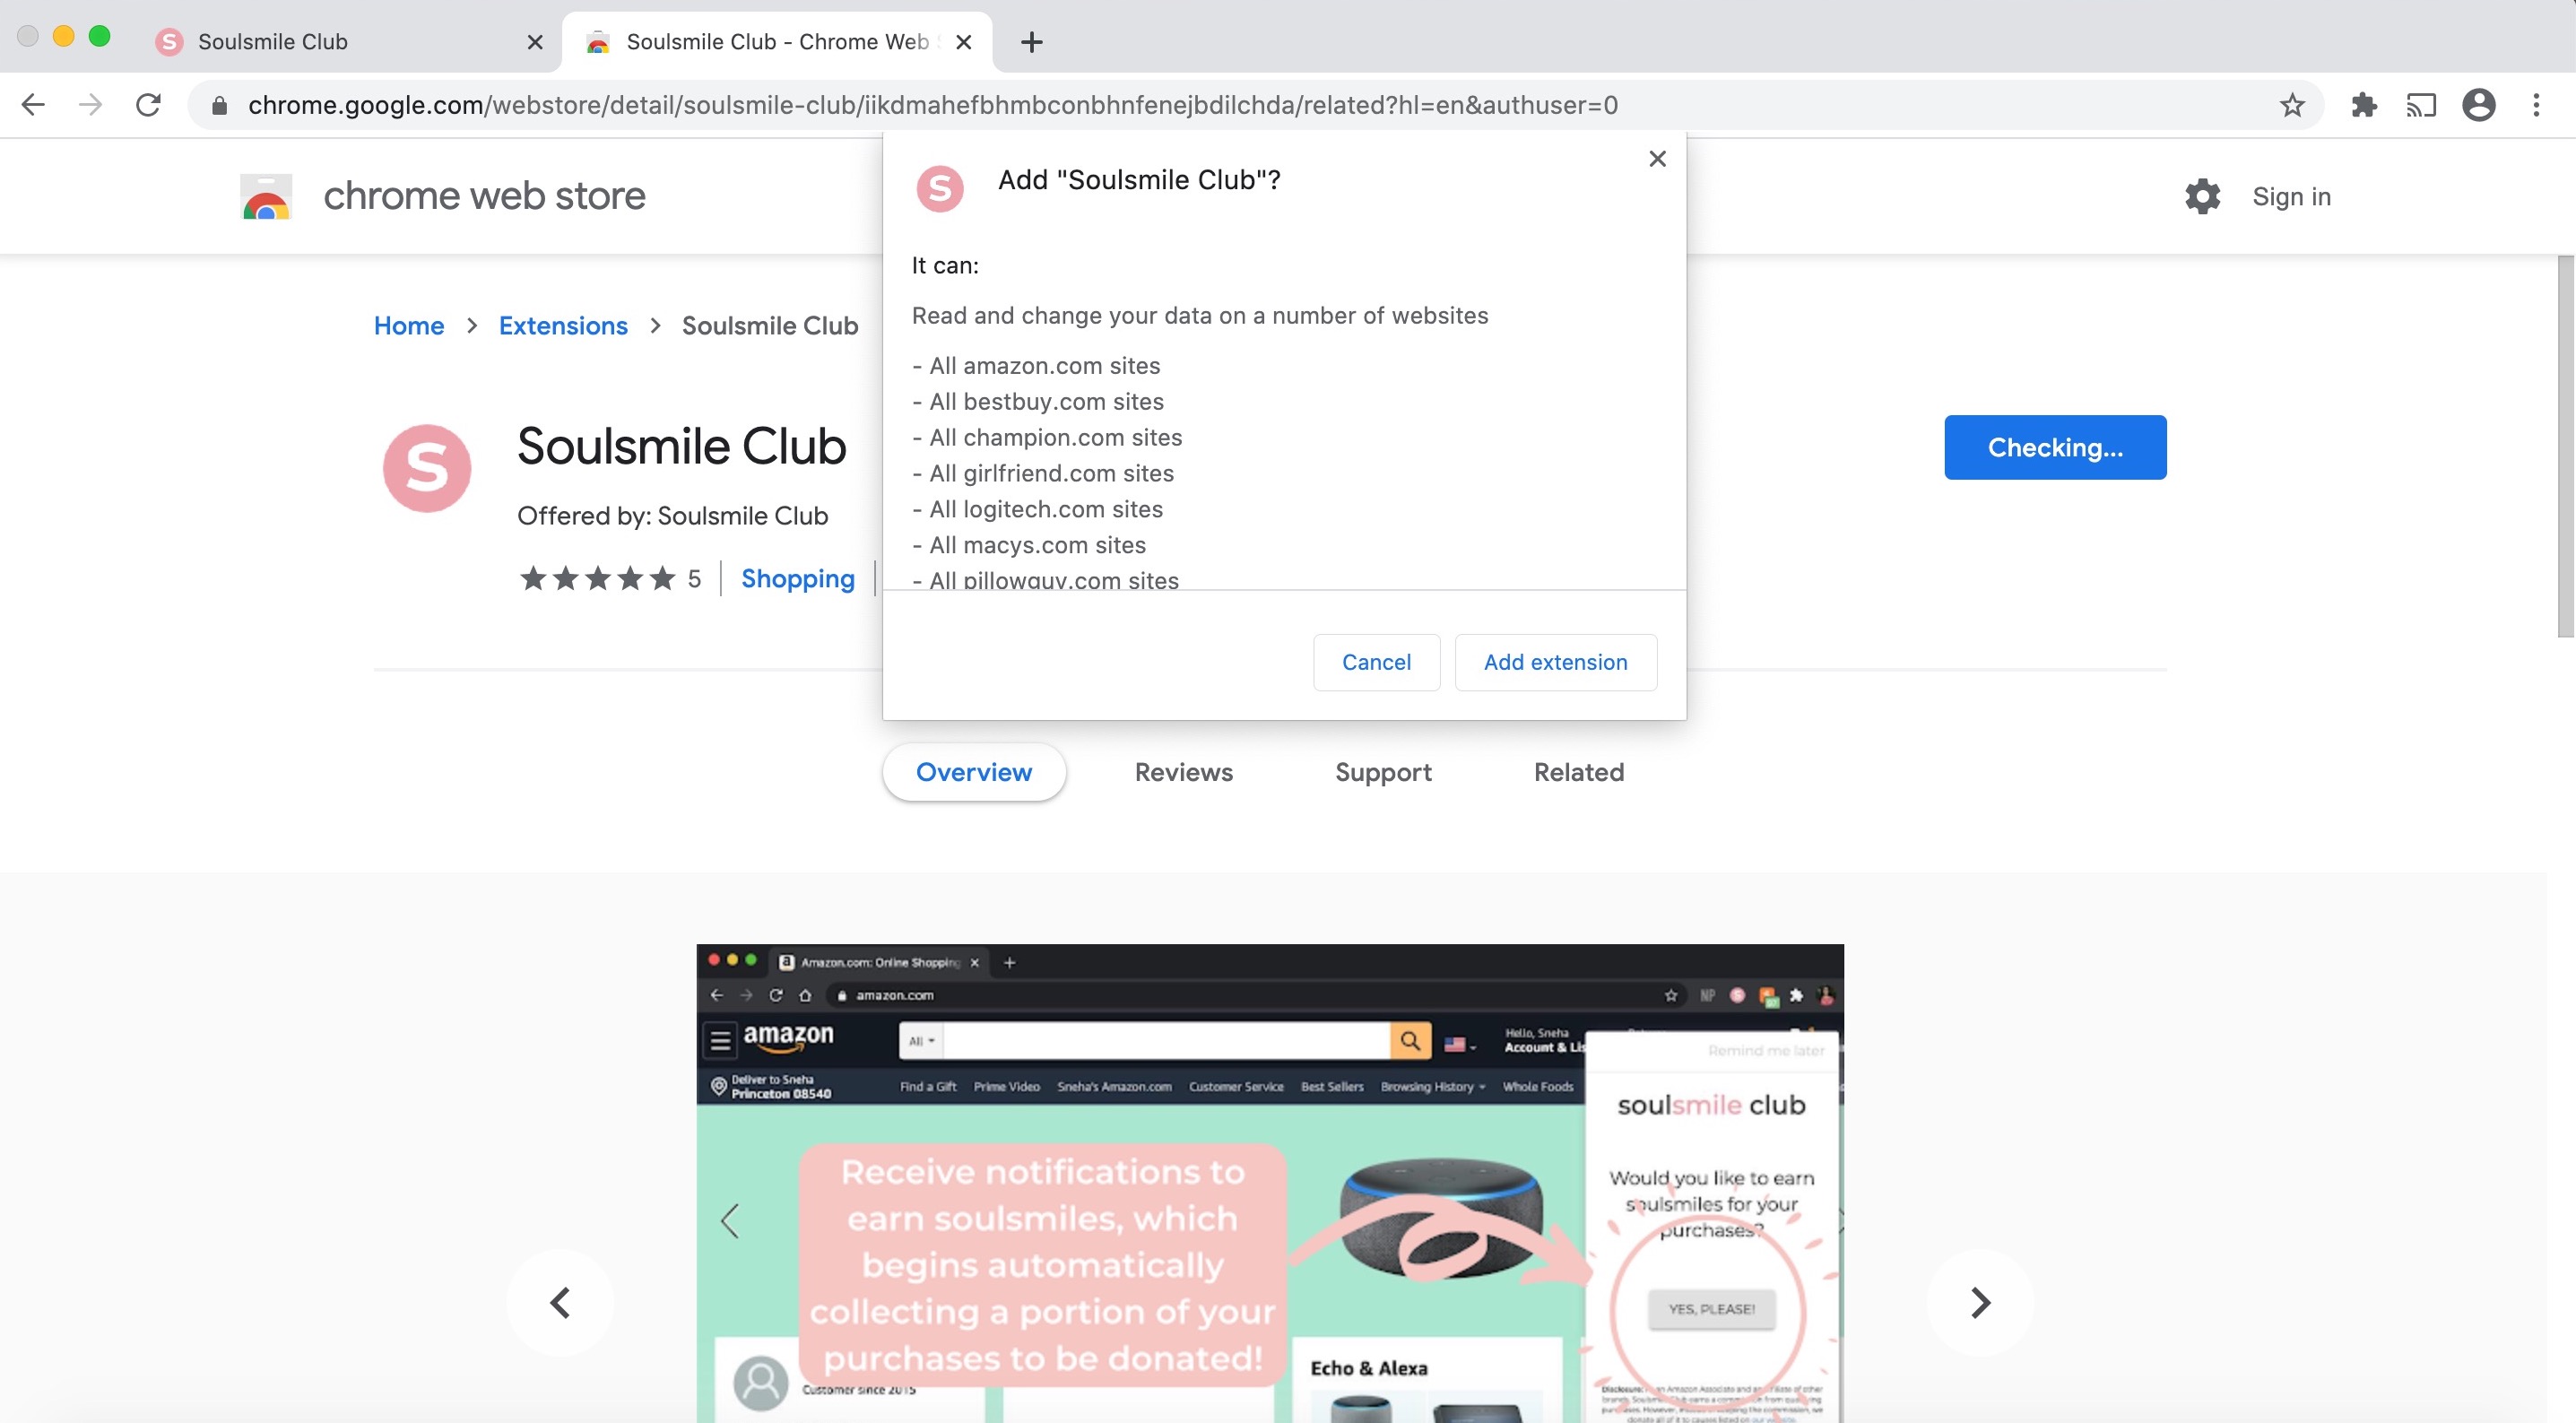 Soulsmile Club
Soulsmile Club - Chrome Web
chrome.google.com/webstore/detail/soulsmile-club/iikdmahefbhmbconbhnfenejbdilchda/related?hl=en&authuser=0
chrome web store
Sign in
Add "Soulsmile Club"?
It can:
Read and change your data on a number of websites
- All amazon.com sites
- All bestbuy.com sites
- All champion.com sites
- All girlfriend.com sites
- All logitech.com sites
- All macys.com sites
- All pillowguy.com sites
Cancel
Add extension
Home > Extensions > Soulsmile Club
S
Soulsmile Club
Offered by: Soulsmile Club
5
Shopping
Checking...
Overview
Reviews
Support
Related
Amazon.com: Online Shopping
amazon.com
NP
amazon
All
Hello, Sneha
Account & Lis
Deliver to Sneha
Princeton 08540
Find a Gift Prime Video Sneha's Amazon.com Customer Service Best Sellers Browsing History Whole Foods
Remind me later
soulsmile club
Would you like to earn
soulsmiles for your
purchases?
YES, PLEASE!
Receive notifications to
earn soulsmiles, which
begins automatically
collecting a portion of your
purchases to be donated!
Customer since 2015
Echo & Alexa